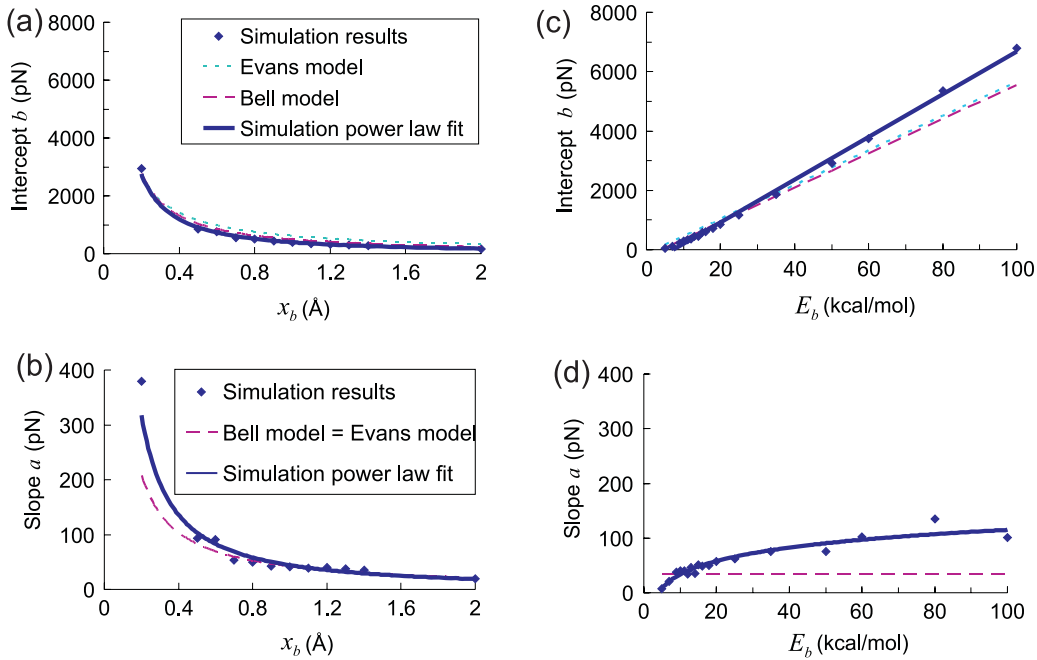 (a)
Intercept b (pN)
8000
6000
4000
2000
0
0 0.4 0.8 1.2 1.6 2
x_b (Å)
Simulation results
Evans model
Bell model
Simulation power law fit
(c)
Intercept b (pN)
8000
6000
4000
2000
0
0 20 40 60 80 100
E_b (kcal/mol)
(b)
Slope a (pN)
400
300
200
100
0
0 0.4 0.8 1.2 1.6 2
x_b (Å)
Simulation results
Bell model = Evans model
Simulation power law fit
(d)
Slope a (pN)
400
300
200
100
0
0 20 40 60 80 100
E_b (kcal/mol)